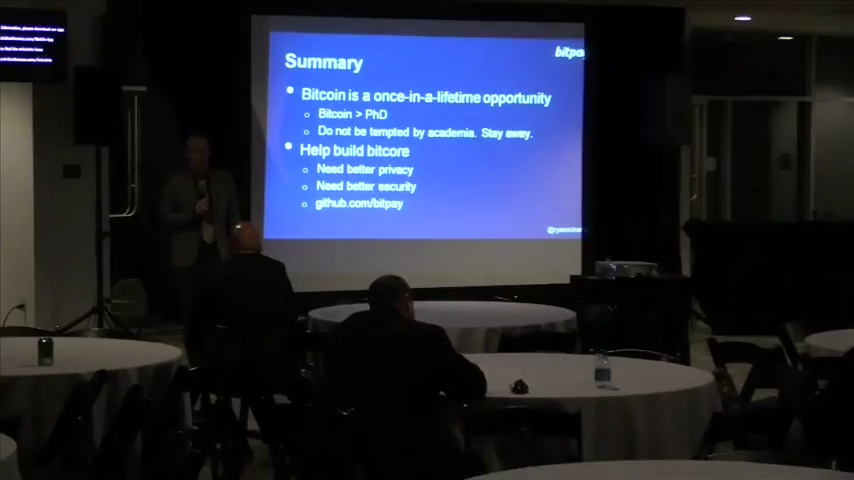 bitpa
Summary
Bitcoin is a once-in-a-lifetime opportunity
Bitcoin > PhD
Do not be tempted by academia. Stay away.
Help build bitcore
Need better privacy
Need better security
github.com/bitpay